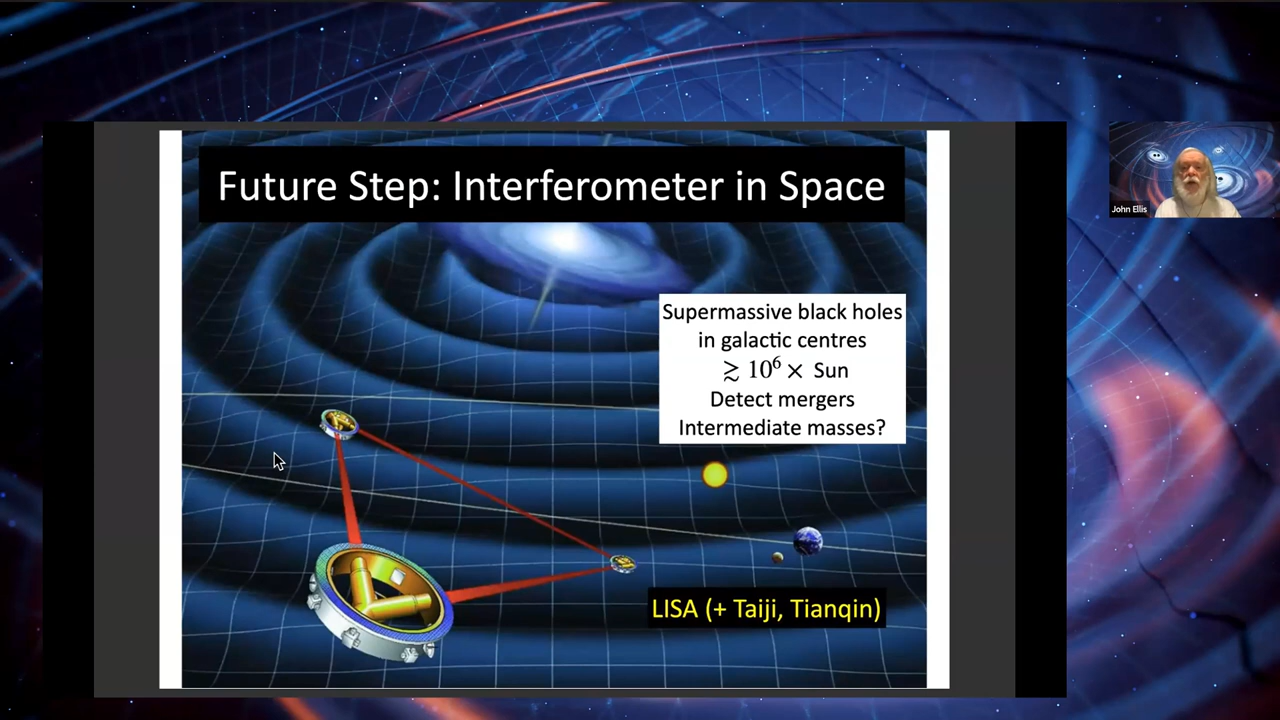 Future Step: Interferometer in Space
Supermassive black holes
in galactic centres
≳ 10⁶ × Sun
Detect mergers
Intermediate masses?
LISA (+ Taiji, Tianqin)
John Ellis